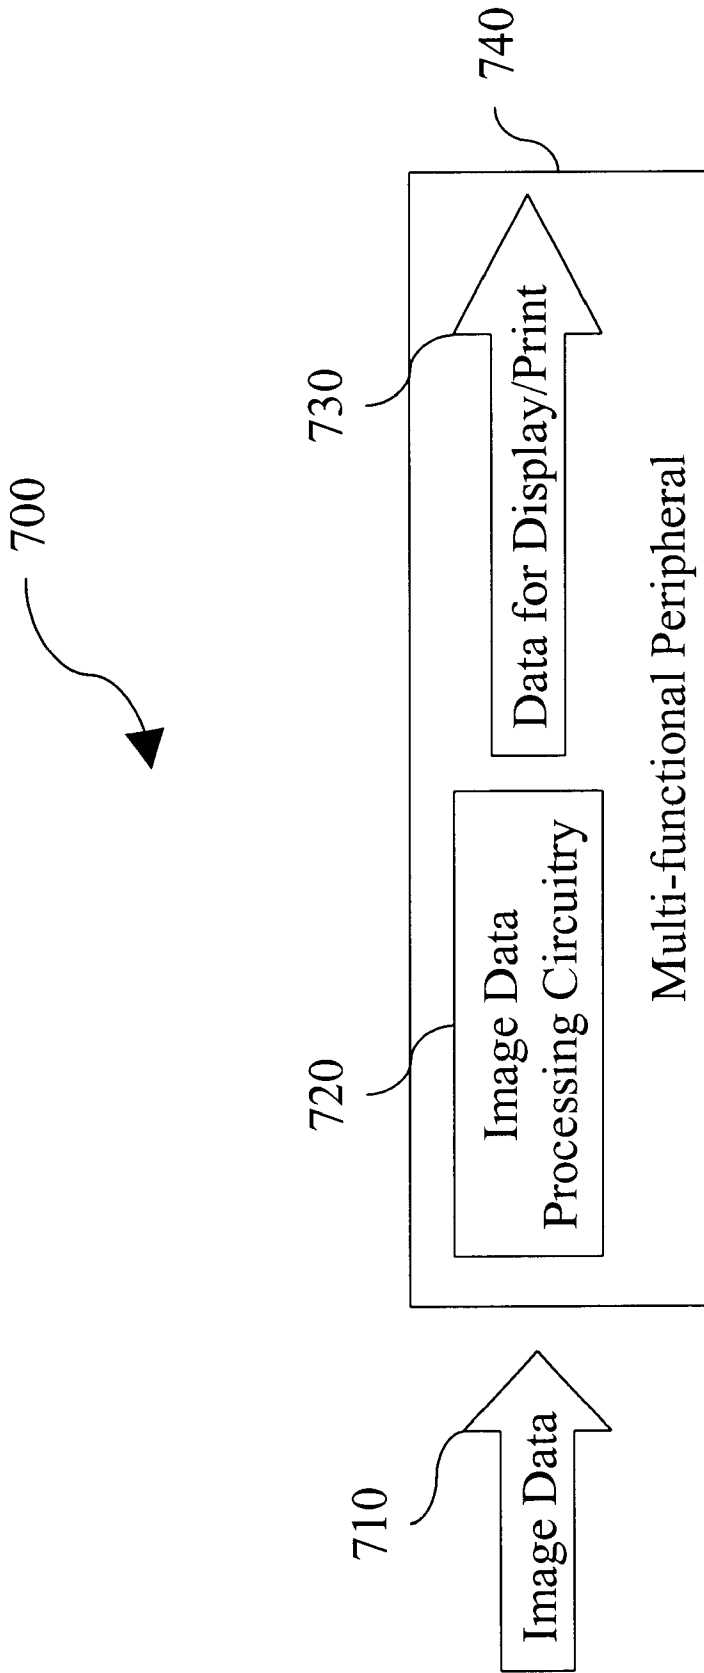 700
710
720
730
740
Image Data
Image Data
Processing Circuitry
Data for Display/Print
Multi-functional Peripheral